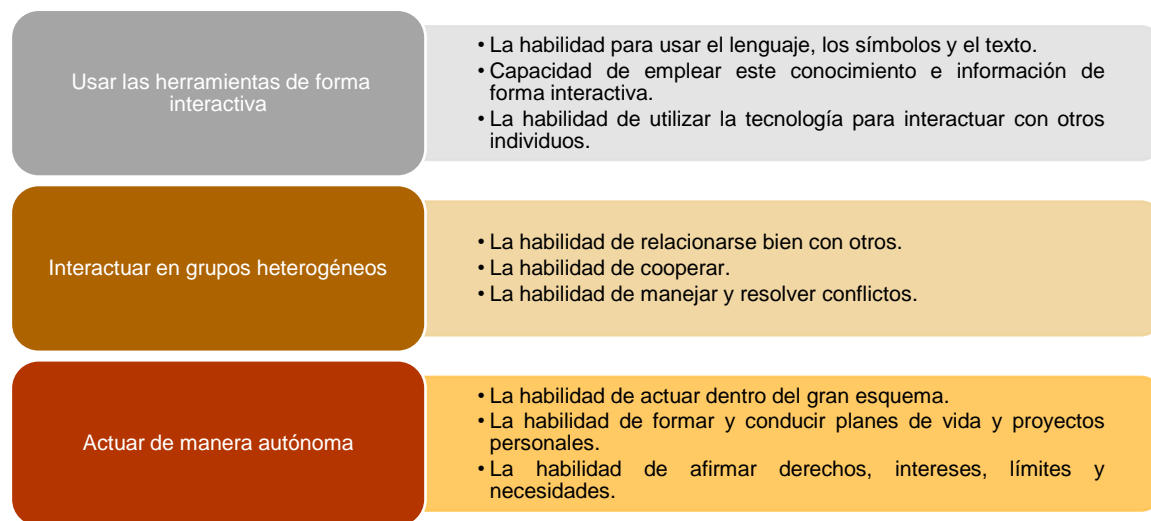 Usar las herramientas de forma
interactiva
• La habilidad para usar el lenguaje, los símbolos y el texto.
• Capacidad de emplear este conocimiento e información de
forma interactiva.
• La habilidad de utilizar la tecnología para interactuar con otros
individuos.
Interactuar en grupos heterogéneos
• La habilidad de relacionarse bien con otros.
• La habilidad de cooperar.
• La habilidad de manejar y resolver conflictos.
Actuar de manera autónoma
• La habilidad de actuar dentro del gran esquema.
• La habilidad de formar y conducir planes de vida y proyectos
personales.
• La habilidad de afirmar derechos, intereses, límites y
necesidades.